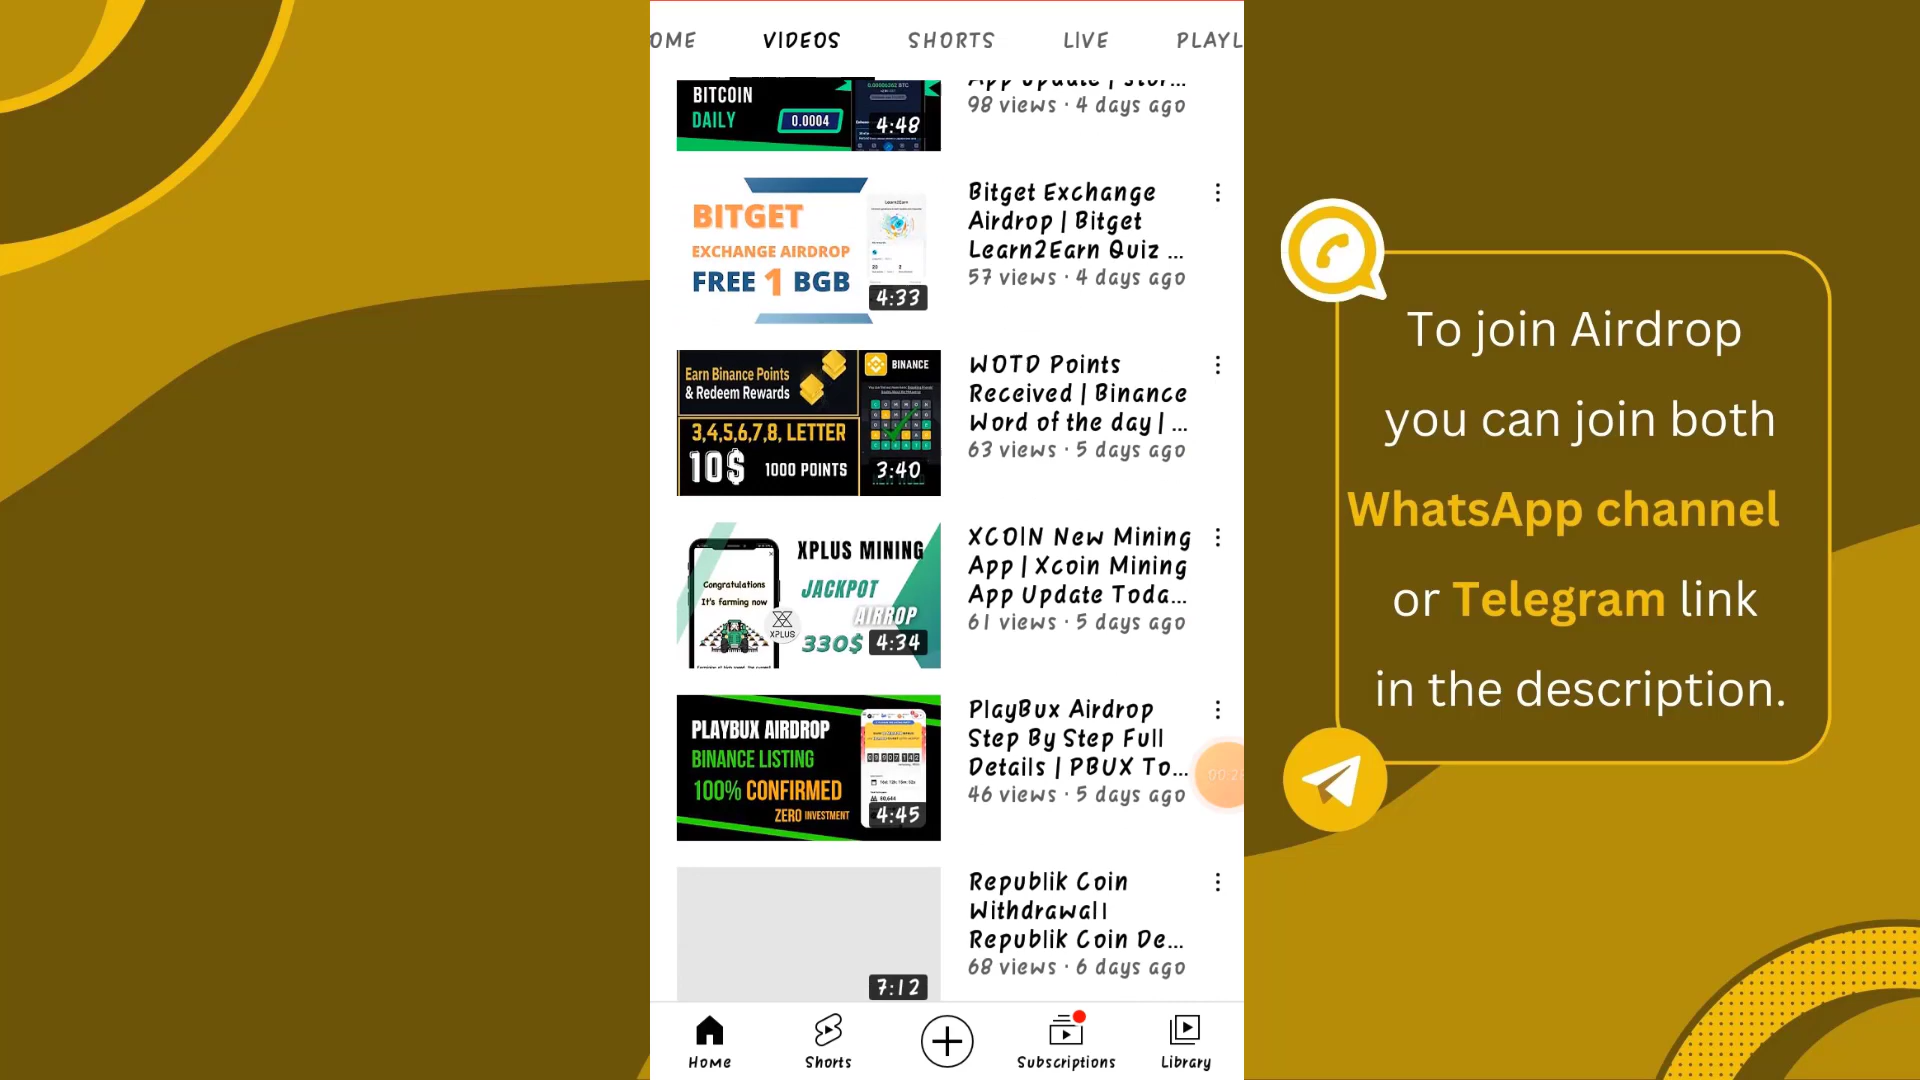 OME VIDEOS SHORTS LIVE PLAYL
BITCOIN
DAILY
0.0004
4:48
App Update | Stor...
98 views · 4 days ago
BITGET
EXCHANGE AIRDROP
FREE 1 BGB
4:33
Bitget Exchange
Airdrop | Bitget
Learn2Earn Quiz ...
57 views · 4 days ago
Earn Binance Points
& Redeem Rewards
BINANCE
3,4,5,6,7,8, LETTER
10$ 1000 POINTS
3:40
WOTD Points
Received | Binance
Word of the day | ...
63 views · 5 days ago
XPLUS MINING
JACKPOT
AIRROP
330$
Congratulations
It's farming now
XPLUS
4:34
XCOIN New Mining
App | Xcoin Mining
App Update Toda...
61 views · 5 days ago
PLAYBUX AIRDROP
BINANCE LISTING
100% CONFIRMED
ZERO INVESTMENT
4:45
PlayBux Airdrop
Step By Step Full
Details | PBUX To...
46 views · 5 days ago
7:12
Republik Coin
Withdrawal|
Republik Coin De...
68 views · 6 days ago
Home Shorts Subscriptions Library
To join Airdrop
you can join both
WhatsApp channel
or Telegram link
in the description.